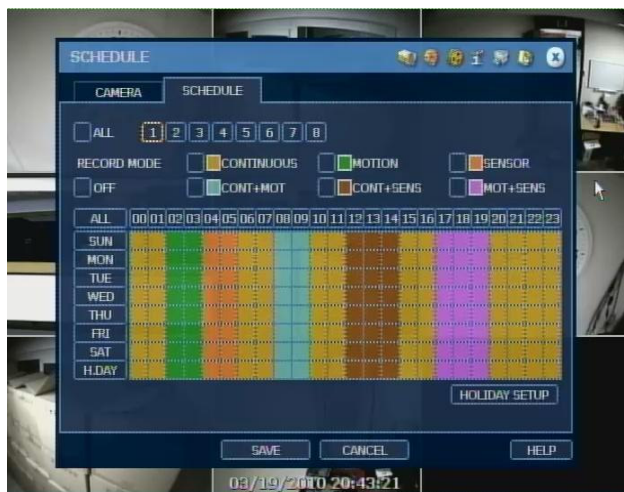 SCHEDULE
CAMERA SCHEDULE
ALL 1 2 3 4 5 6 7 8
RECORD MODE CONTINUOUS MOTION SENSOR
OFF CONT+MOT CONT+SENS MOT+SENS
ALL 00 01 02 03 04 05 06 07 08 09 10 11 12 13 14 15 16 17 18 19 20 21 22 23
SUN
MON
TUE
WED
THU
FRI
SAT
H.DAY
HOLIDAY SETUP
SAVE CANCEL HELP
03/19/2010 20:43:21